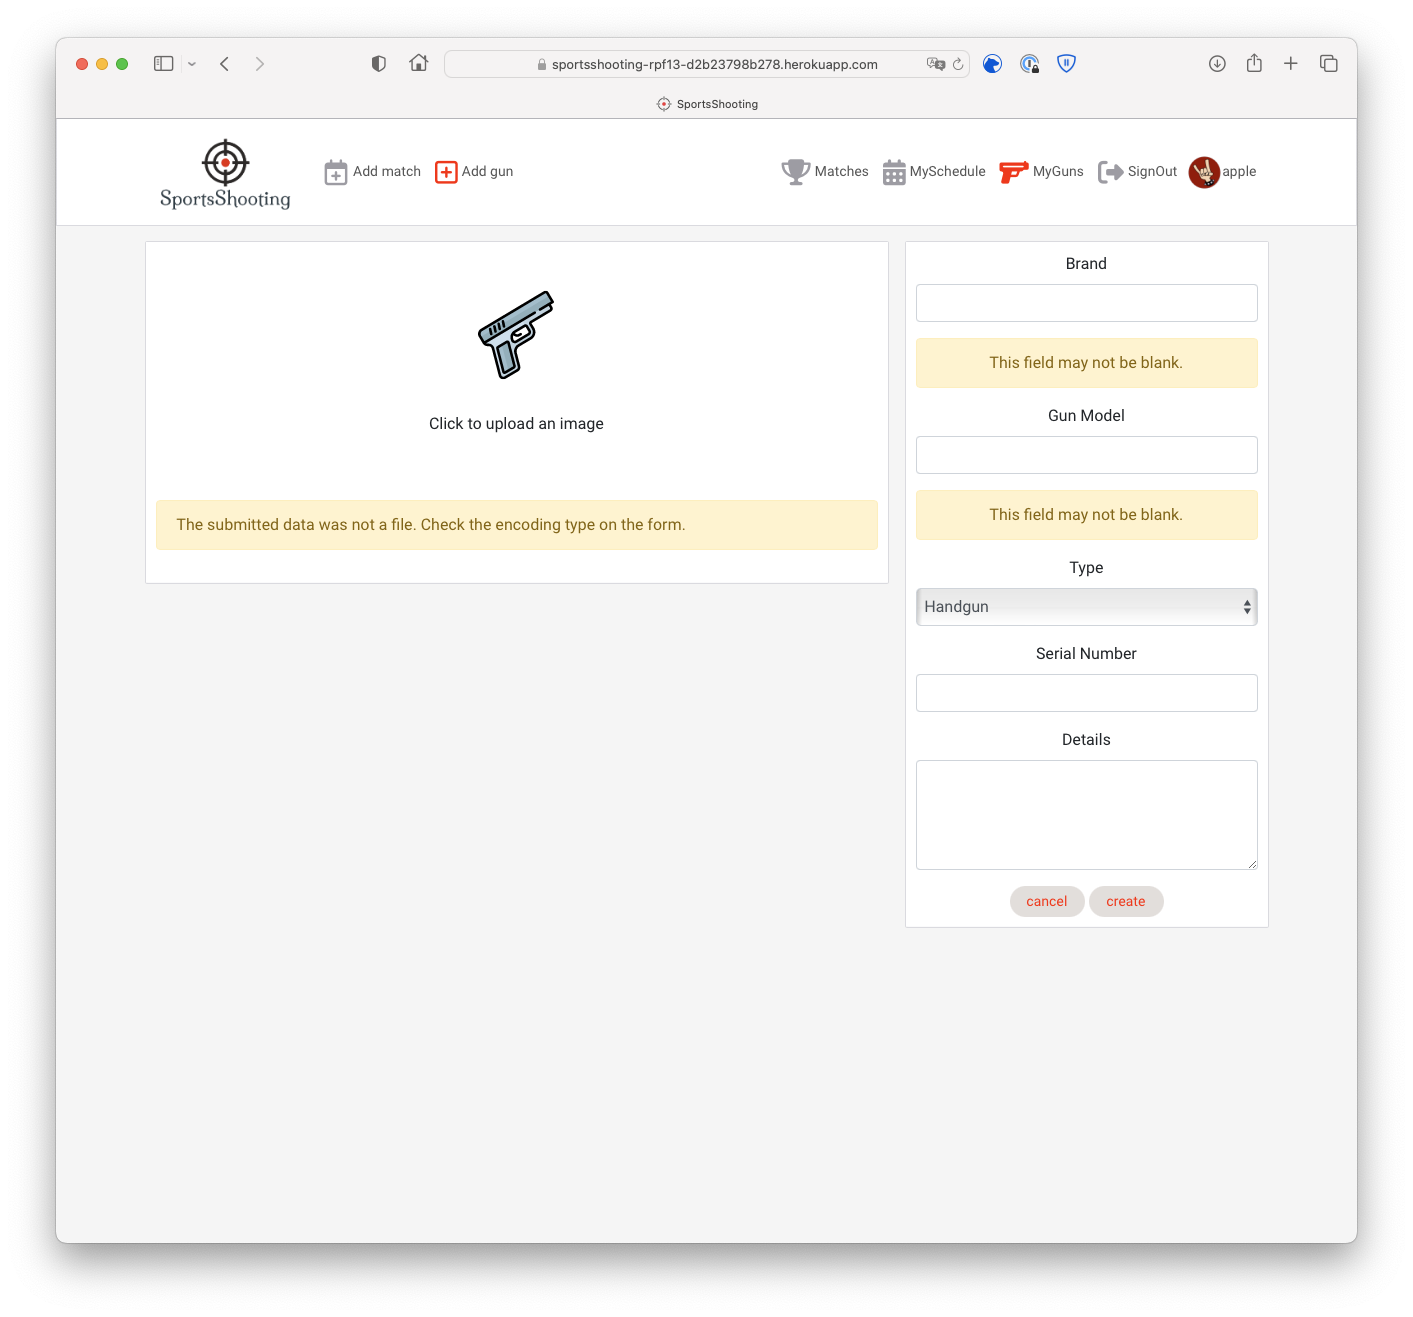 sportsshooting-rpf13-d2b23798b278.herokuapp.com
SportsShooting
SportsShooting
Add match
Add gun
Matches
MySchedule
MyGuns
SignOut
apple
Click to upload an image
The submitted data was not a file. Check the encoding type on the form.
Brand
This field may not be blank.
Gun Model
This field may not be blank.
Type
Handgun
Serial Number
Details
cancel
create